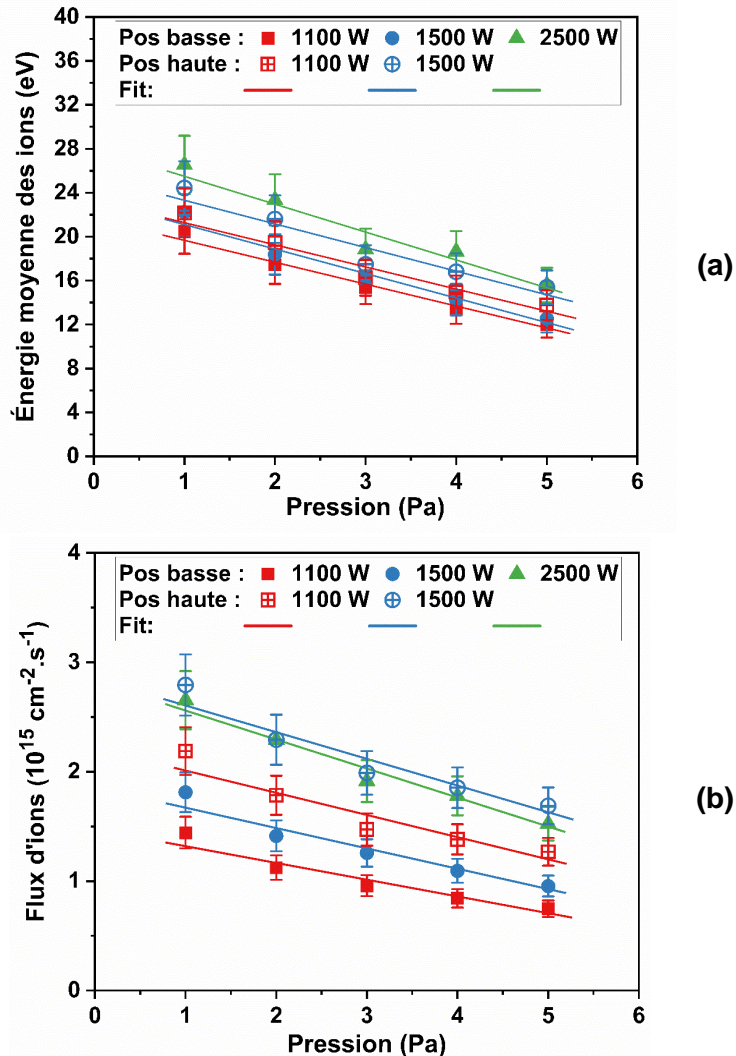 40
36
32
28
24
20
16
12
8
4
0
Énergie moyenne des ions (eV)
Pos basse : 1100 W 1500 W 2500 W
Pos haute : 1100 W 1500 W
Fit:
0 1 2 3 4 5 6
Pression (Pa)
(a)
4
3
2
1
0
Flux d'ions (10¹⁵ cm⁻².s⁻¹)
Pos basse : 1100 W 1500 W 2500 W
Pos haute : 1100 W 1500 W
Fit:
0 1 2 3 4 5 6
Pression (Pa)
(b)